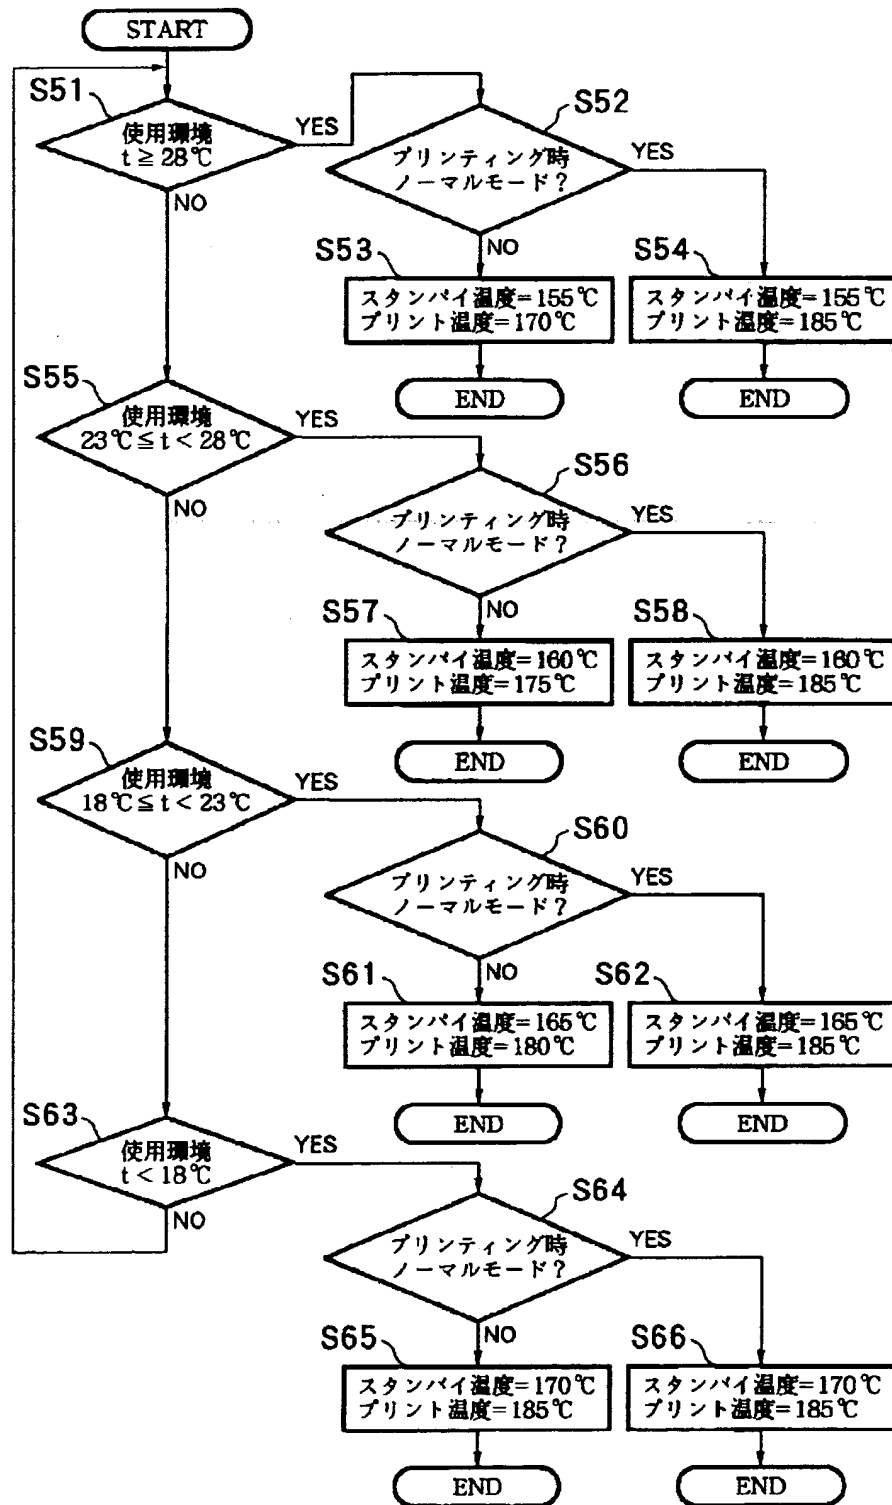 START
S51
使用環境
t ≧ 28℃
YES
NO
S52
プリンティング時
ノーマルモード？
YES
NO
S53
スタンバイ温度=155℃
プリント温度=170℃
END
S54
スタンバイ温度=155℃
プリント温度=185℃
END
S55
使用環境
23℃ ≦ t < 28℃
YES
NO
S56
プリンティング時
ノーマルモード？
YES
NO
S57
スタンバイ温度=160℃
プリント温度=175℃
END
S58
スタンバイ温度=160℃
プリント温度=185℃
END
S59
使用環境
18℃ ≦ t < 23℃
YES
NO
S60
プリンティング時
ノーマルモード？
YES
NO
S61
スタンバイ温度=165℃
プリント温度=180℃
END
S62
スタンバイ温度=165℃
プリント温度=185℃
END
S63
使用環境
t < 18℃
YES
NO
S64
プリンティング時
ノーマルモード？
YES
NO
S65
スタンバイ温度=170℃
プリント温度=185℃
END
S66
スタンバイ温度=170℃
プリント温度=185℃
END